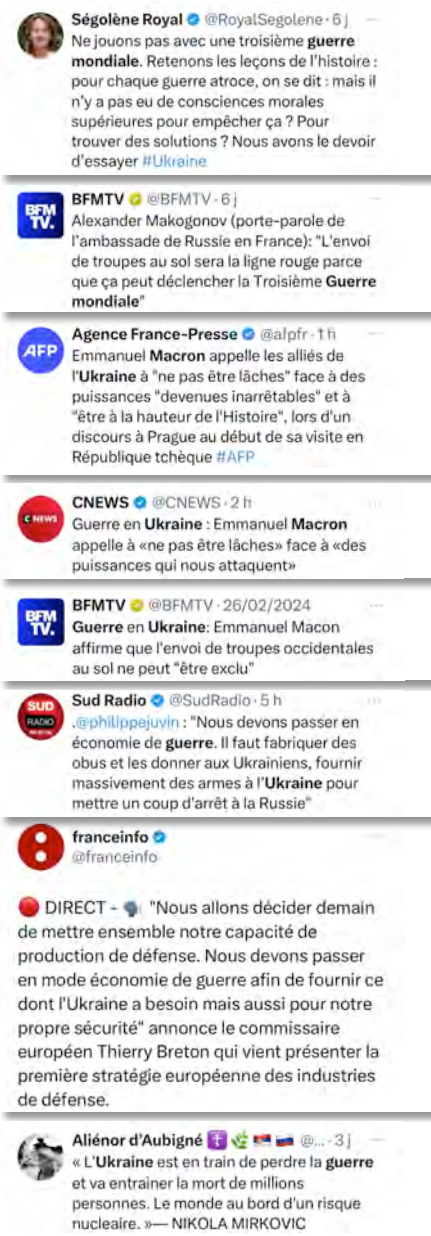 Ségolène Royal @RoyalSegolene · 6 j
Ne jouons pas avec une troisième guerre
mondiale. Retenons les leçons de l'histoire :
pour chaque guerre atroce, on se dit : mais il
n'y a pas eu de consciences morales
supérieures pour empêcher ça ? Pour
trouver des solutions ? Nous avons le devoir
d'essayer #Ukraine
BFM
TV.
BFMTV @BFMTV · 6 j
Alexander Makogonov (porte-parole de
l'ambassade de Russie en France): "L'envoi
de troupes au sol sera la ligne rouge parce
que ça peut déclencher la Troisième Guerre
mondiale"
AFP
Agence France-Presse @afpfr · 1 h
Emmanuel Macron appelle les alliés de
l'Ukraine à "ne pas être lâches" face à des
puissances "devenues inarrêtables" et à
"être à la hauteur de l'Histoire", lors d'un
discours à Prague au début de sa visite en
République tchèque #AFP
CNEWS
CNEWS @CNEWS · 2 h
Guerre en Ukraine : Emmanuel Macron
appelle à «ne pas être lâches» face à «des
puissances qui nous attaquent»
BFM
TV.
BFMTV @BFMTV · 26/02/2024
Guerre en Ukraine: Emmanuel Macon
affirme que l'envoi de troupes occidentales
au sol ne peut "être exclu"
SUD
RADIO
Sud Radio @SudRadio · 5 h
.@philippejuvin : "Nous devons passer en
économie de guerre. Il faut fabriquer des
obus et les donner aux Ukrainiens, fournir
massivement des armes à l'Ukraine pour
mettre un coup d'arrêt à la Russie"
franceinfo
@franceinfo
DIRECT - "Nous allons décider demain
de mettre ensemble notre capacité de
production de défense. Nous devons passer
en mode économie de guerre afin de fournir ce
dont l'Ukraine a besoin mais aussi pour notre
propre sécurité" annonce le commissaire
européen Thierry Breton qui vient présenter la
première stratégie européenne des industries
de défense.
Aliénor d'Aubigné @... · 3 j
« L'Ukraine est en train de perdre la guerre
et va entrainer la mort de millions
personnes. Le monde au bord d'un risque
nucleaire. »— NIKOLA MIRKOVIC